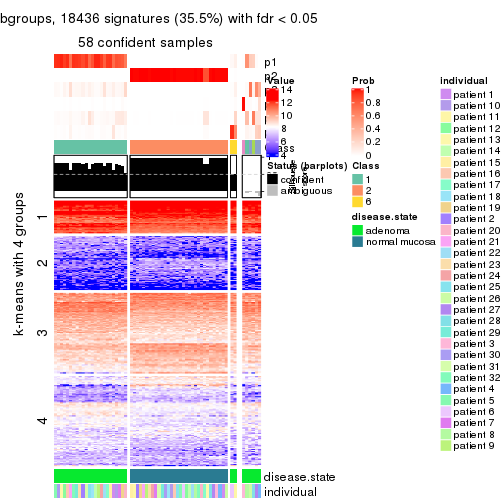 bgroups, 18436 signatures (35.5%) with fdr < 0.05
58 confident samples
p1
p2
Value
14
12
10
8
6
4
Prob
1
0.8
0.6
0.4
0.2
0
Status (barplots)
confident
ambiguous
Class
1
2
6
disease.state
adenoma
normal mucosa
individual
patient 1
patient 10
patient 11
patient 12
patient 13
patient 14
patient 15
patient 16
patient 17
patient 18
patient 19
patient 2
patient 20
patient 21
patient 22
patient 23
patient 24
patient 25
patient 26
patient 27
patient 28
patient 29
patient 3
patient 30
patient 31
patient 32
patient 4
patient 5
patient 6
patient 7
patient 8
patient 9
k-means with 4 groups
1
2
3
4
disease.state
individual